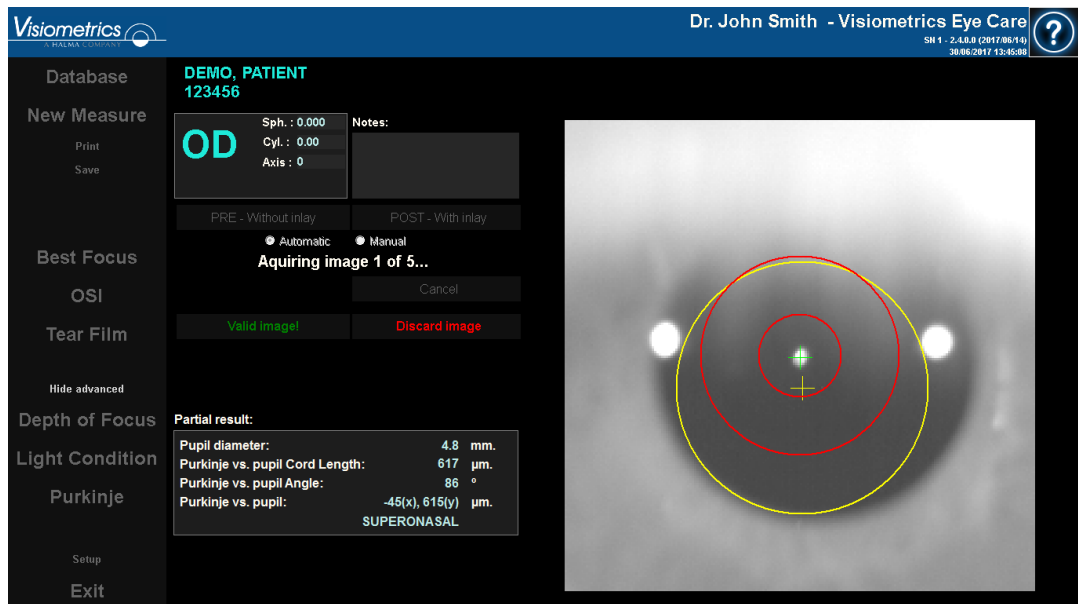 Visiometrics
A HALMA COMPANY
Dr. John Smith - Visiometrics Eye Care
SN 1 - 2.4.0.0 (2017/06/14)
30/06/2017 13:45:08
?
Database
New Measure
Print
Save
Best Focus
OSI
Tear Film
Hide advanced
Depth of Focus
Light Condition
Purkinje
Setup
Exit
DEMO, PATIENT
123456
OD
Sph. : 0.000
Cyl. : 0.00
Axis : 0
Notes:
PRE - Without inlay
POST - With inlay
Automatic
Manual
Aquiring image 1 of 5...
Cancel
Valid image!
Discard image
Partial result:
Pupil diameter: 4.8 mm.
Purkinje vs. pupil Cord Length: 617 µm.
Purkinje vs. pupil Angle: 86 º
Purkinje vs. pupil: -45(x), 615(y) µm.
SUPERONASAL